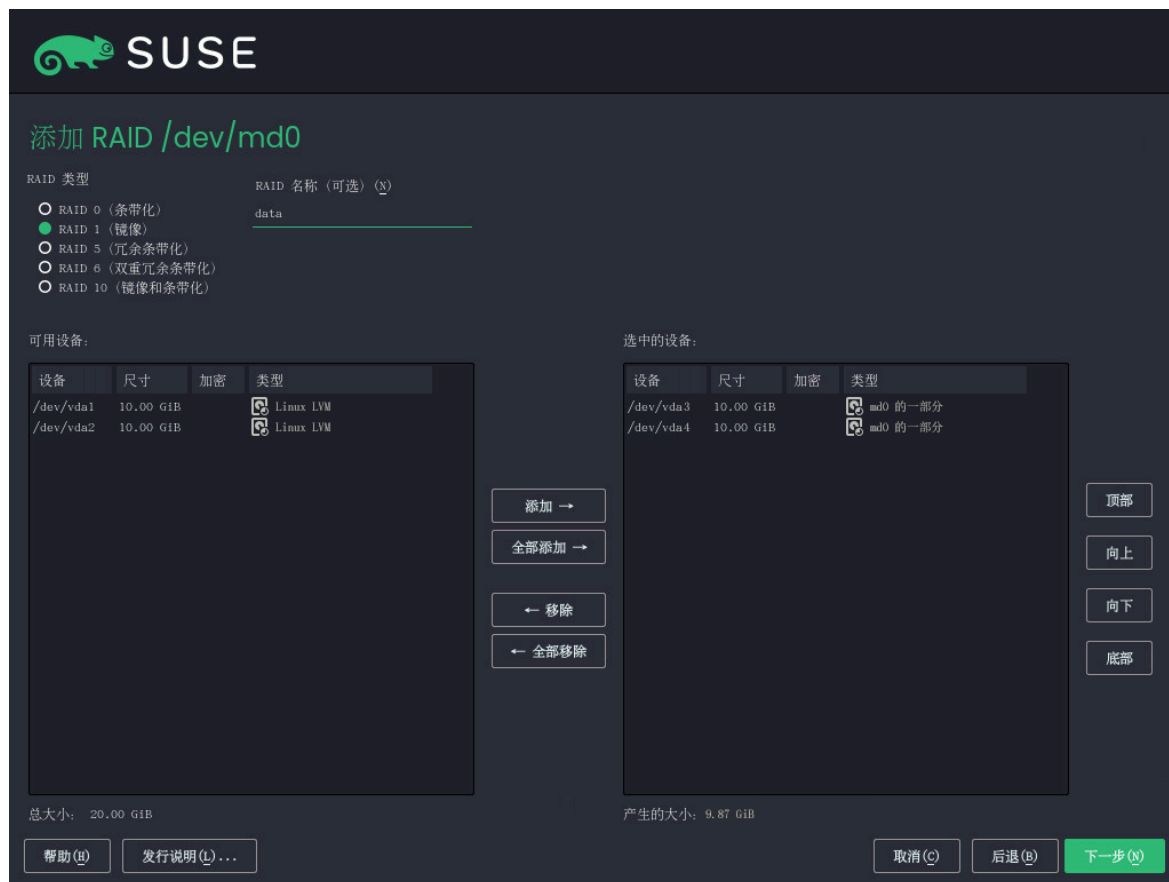 SUSE
添加 RAID /dev/md0
RAID 类型
RAID 0 (条带化)
RAID 1 (镜像)
RAID 5 (冗余条带化)
RAID 6 (双重冗余条带化)
RAID 10 (镜像和条带化)
RAID 名称 (可选) (N)
data
可用设备:
设备 尺寸 加密 类型
/dev/vda1 10.00 GiB Linux LVM
/dev/vda2 10.00 GiB Linux LVM
添加 →
全部添加 →
← 移除
← 全部移除
选中的设备:
设备 尺寸 加密 类型
/dev/vda3 10.00 GiB md0 的一部分
/dev/vda4 10.00 GiB md0 的一部分
顶部
向上
向下
底部
总大小: 20.00 GiB
产生的大小: 9.87 GiB
帮助(H) 发行说明(L)... 取消(C) 后退(B) 下一步(N)